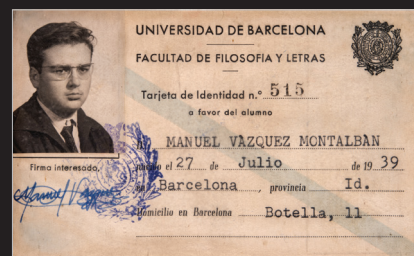 UNIVERSIDAD DE BARCELONA
FACULTAD DE FILOSOFIA Y LETRAS
Tarjeta de Identidad n.º 515
a favor del alumno
MANUEL VAZQUEZ MONTALBAN
el 27 de Julio de 19 39
Barcelona, provincia Id.
Domicilio en Barcelona Botella, 11
Firma interesado,